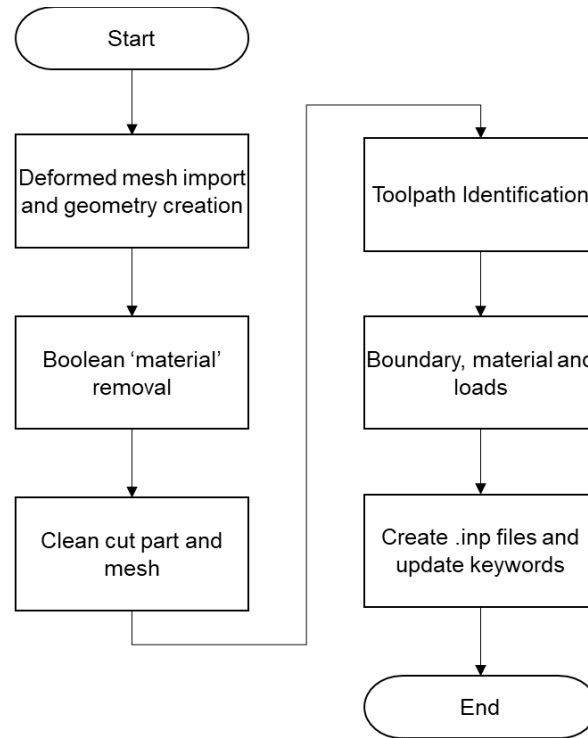 Start
Deformed mesh import
and geometry creation
Boolean ‘material’
removal
Clean cut part and
mesh
Toolpath Identification
Boundary, material and
loads
Create .inp files and
update keywords
End